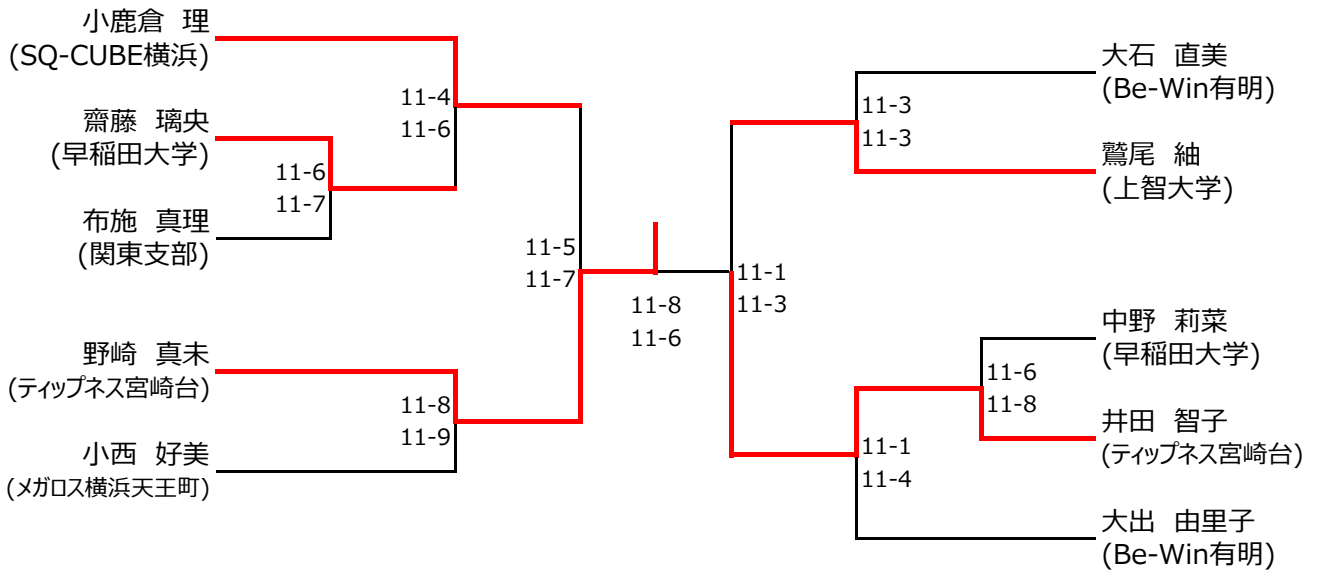 小鹿倉 理
(SQ-CUBE横浜)
11-4
11-6
齋藤 璃央
(早稲田大学)
11-6
11-7
布施 真理
(関東支部)
11-5
11-7
野崎 真未
(ティップネス宮崎台)
11-8
11-9
小西 好美
(メガロス横浜天王町)
11-8
11-6
大石 直美
(Be-Win有明)
11-3
11-3
鷲尾 紬
(上智大学)
11-1
11-3
中野 莉菜
(早稲田大学)
11-6
11-8
井田 智子
(ティップネス宮崎台)
11-1
11-4
大出 由里子
(Be-Win有明)